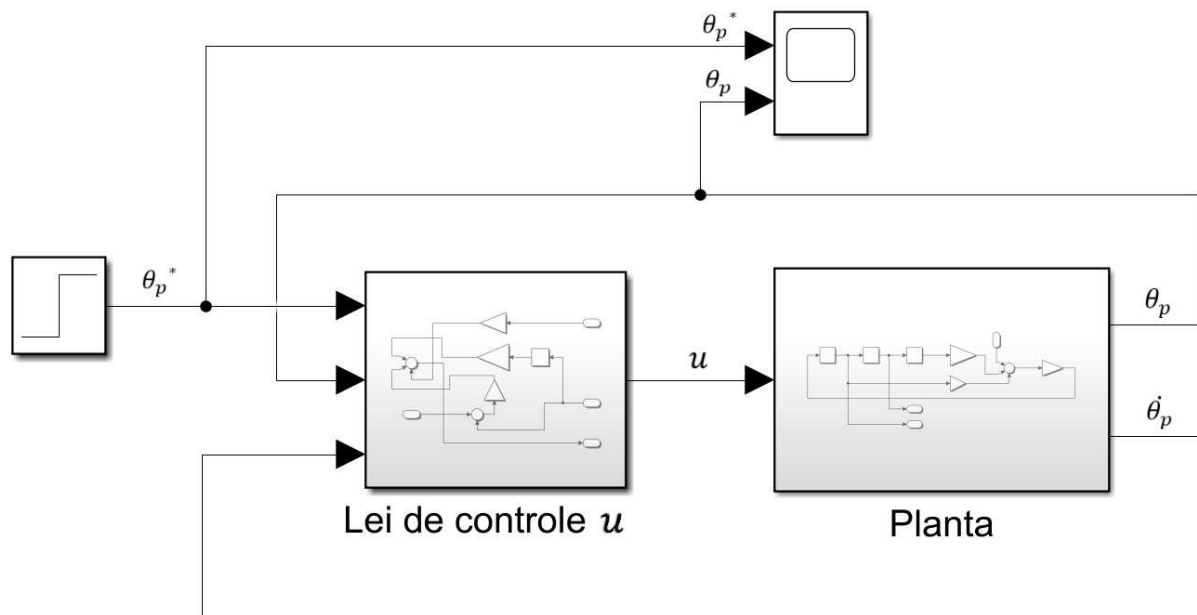 θₚ*
θₚ
θₚ*
u
θₚ
θ̇ₚ
Lei de controle u
Planta